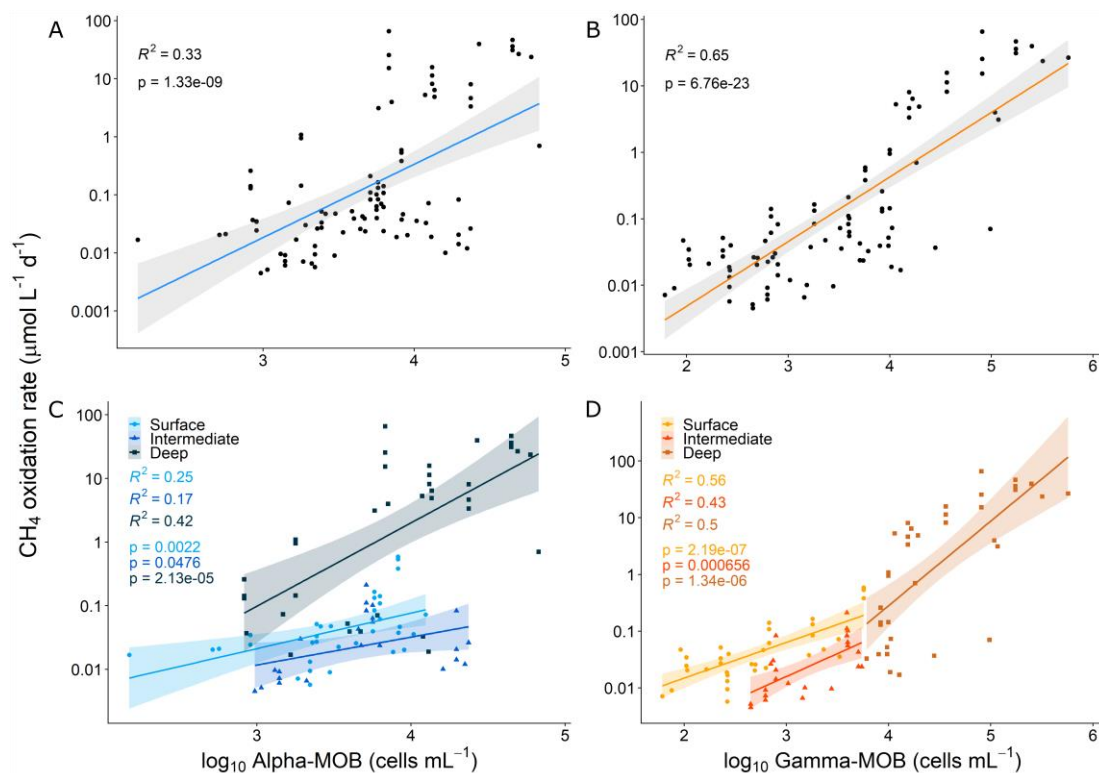 A
R² = 0.33
p = 1.33e-09
100
10
1
0.1
0.01
0.001
3
4
5
B
R² = 0.65
p = 6.76e-23
100
10
1
0.1
0.01
0.001
2
3
4
5
6
CH₄ oxidation rate (μmol L⁻¹ d⁻¹)
C
Surface
Intermediate
Deep
R² = 0.25
R² = 0.17
R² = 0.42
p = 0.0022
p = 0.0476
p = 2.13e-05
100
10
1
0.1
0.01
3
4
5
log₁₀ Alpha-MOB (cells mL⁻¹)
D
Surface
Intermediate
Deep
R² = 0.56
R² = 0.43
R² = 0.5
p = 2.19e-07
p = 0.000656
p = 1.34e-06
100
10
1
0.1
0.01
2
3
4
5
6
log₁₀ Gamma-MOB (cells mL⁻¹)